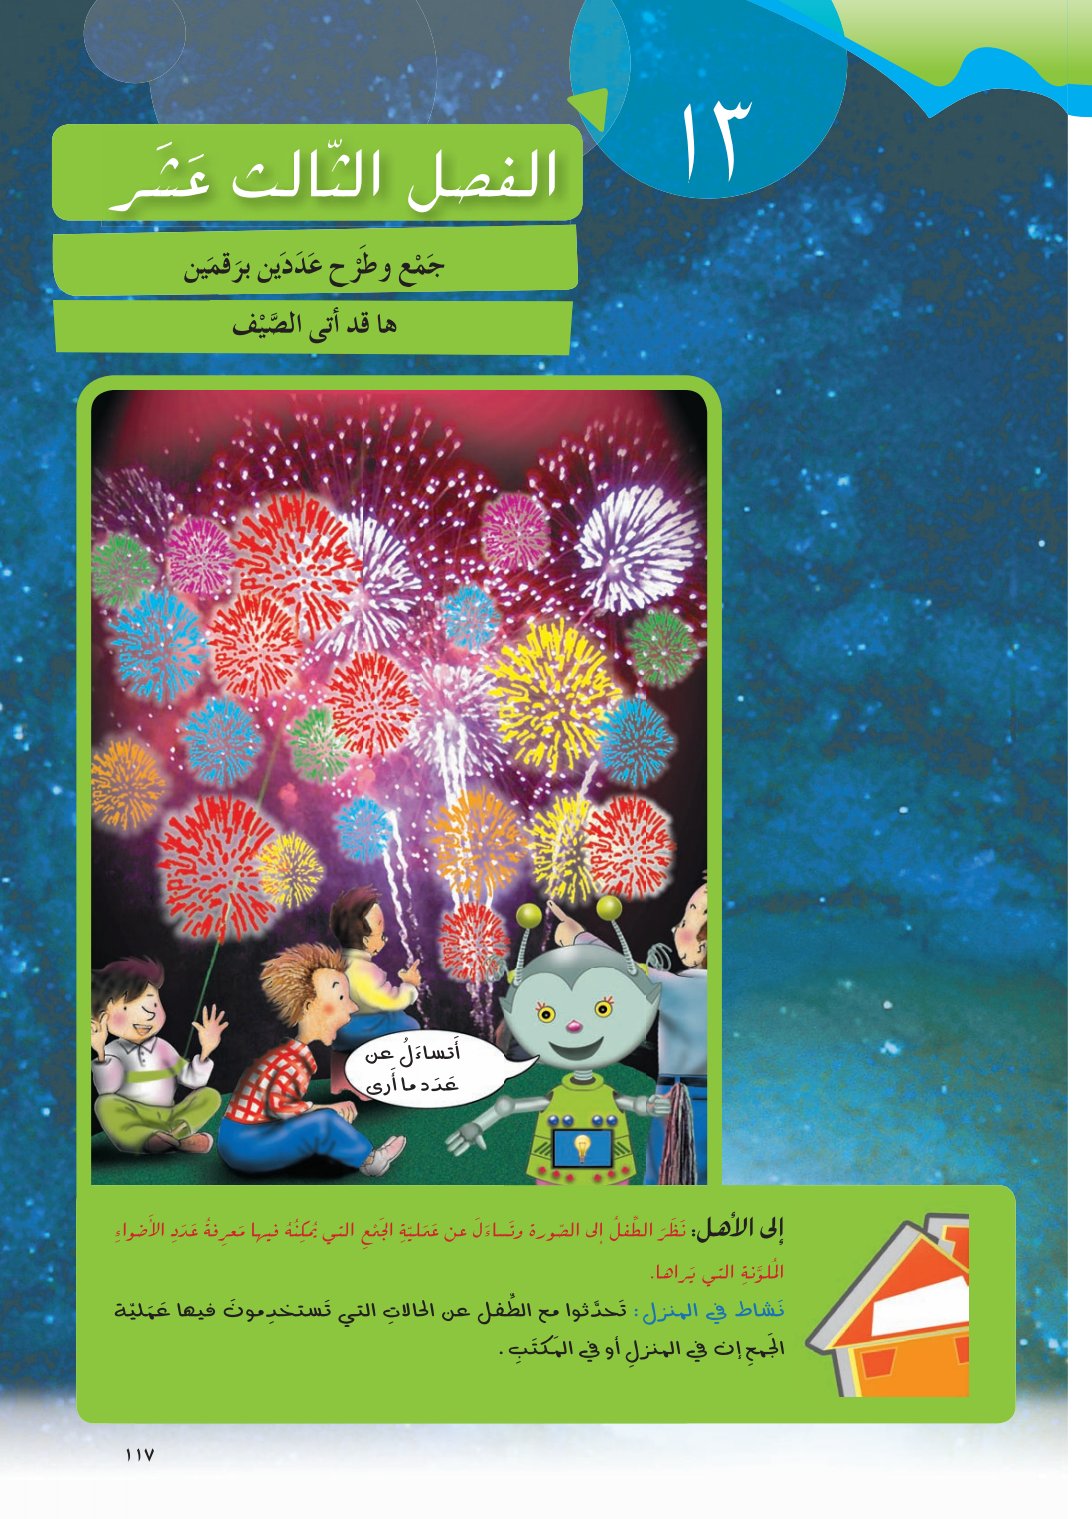 ١٣
الفصل الثّالث عَشَر
جَمْع وطَرْح عَدَدَين برَقمَين
ها قد أتى الصَّيْف
أَتساءَلُ عن
عَدَد ما أَرى
إلى الأهل: نَظَرَ الطِّفلُ إلى الصّورة وتَساءَلَ عن عَمَليّةِ الجَمْعِ التي يُمكِنُهُ فيها مَعرِفةُ عَدَدِ الأَضواءِ
المُلوَّنةِ التي يَراها.
نَشاط في المنزل: تَحدَّثوا مع الطِّفل عن الحالاتِ التي تَستخدِمونَ فيها عَمَليّة
الجَمعِ إن في المنزلِ أو في المَكتَبِ.
١١٧